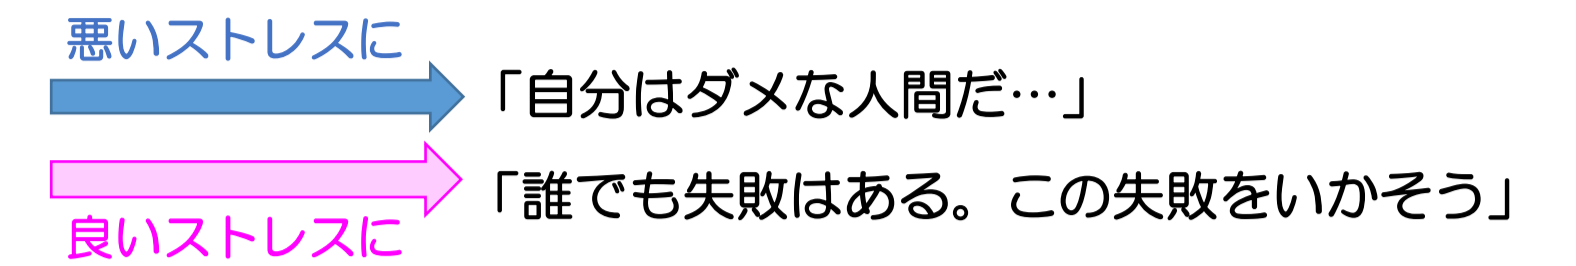 悪いストレスに
「自分はダメな人間だ…」
「誰でも失敗はある。この失敗をいかそう」
良いストレスに